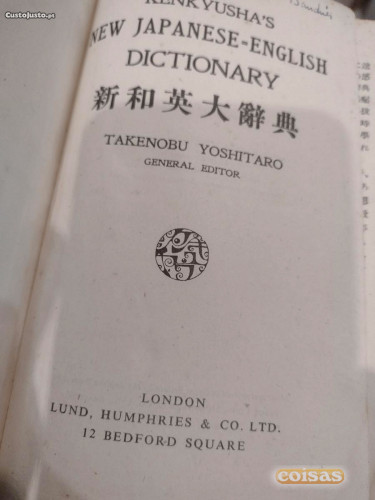 CustoJusto.pt
KENKYUSHA'S
NEW JAPANESE-ENGLISH
DICTIONARY
新和英大辭典
TAKENOBU YOSHITARO
GENERAL EDITOR
LONDON
LUND, HUMPHRIES & CO. LTD.
12 BEDFORD SQUARE
coisas